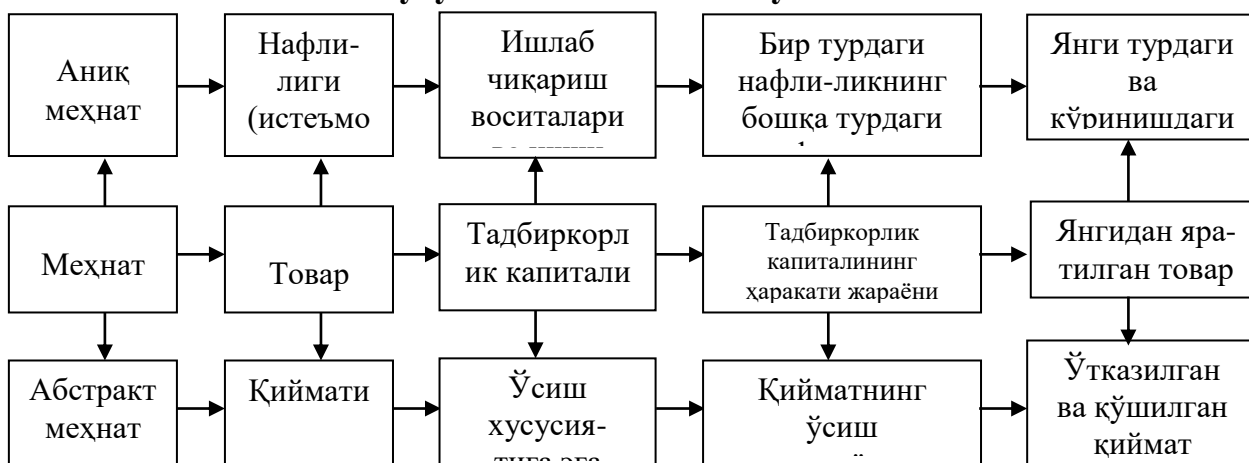 Аниқ
меҳнат
Нафли-
лиги
(истеъмо
Ишлаб
чиқариш
воситалари
Бир турдаги
нафли-ликнинг
бошқа турдаги
Янги турдаги
ва
кўринишдаги
Меҳнат
Товар
Тадбиркорл
ик капитали
Тадбиркорлик
капиталининг
ҳаракати жараёни
Янгидан яра-
тилган товар
Абстракт
меҳнат
Қиймати
Ўсиш
хусусия-
тига эга
Қийматнинг
ўсиш
Ўтказилган
ва қўшилган
қиймат